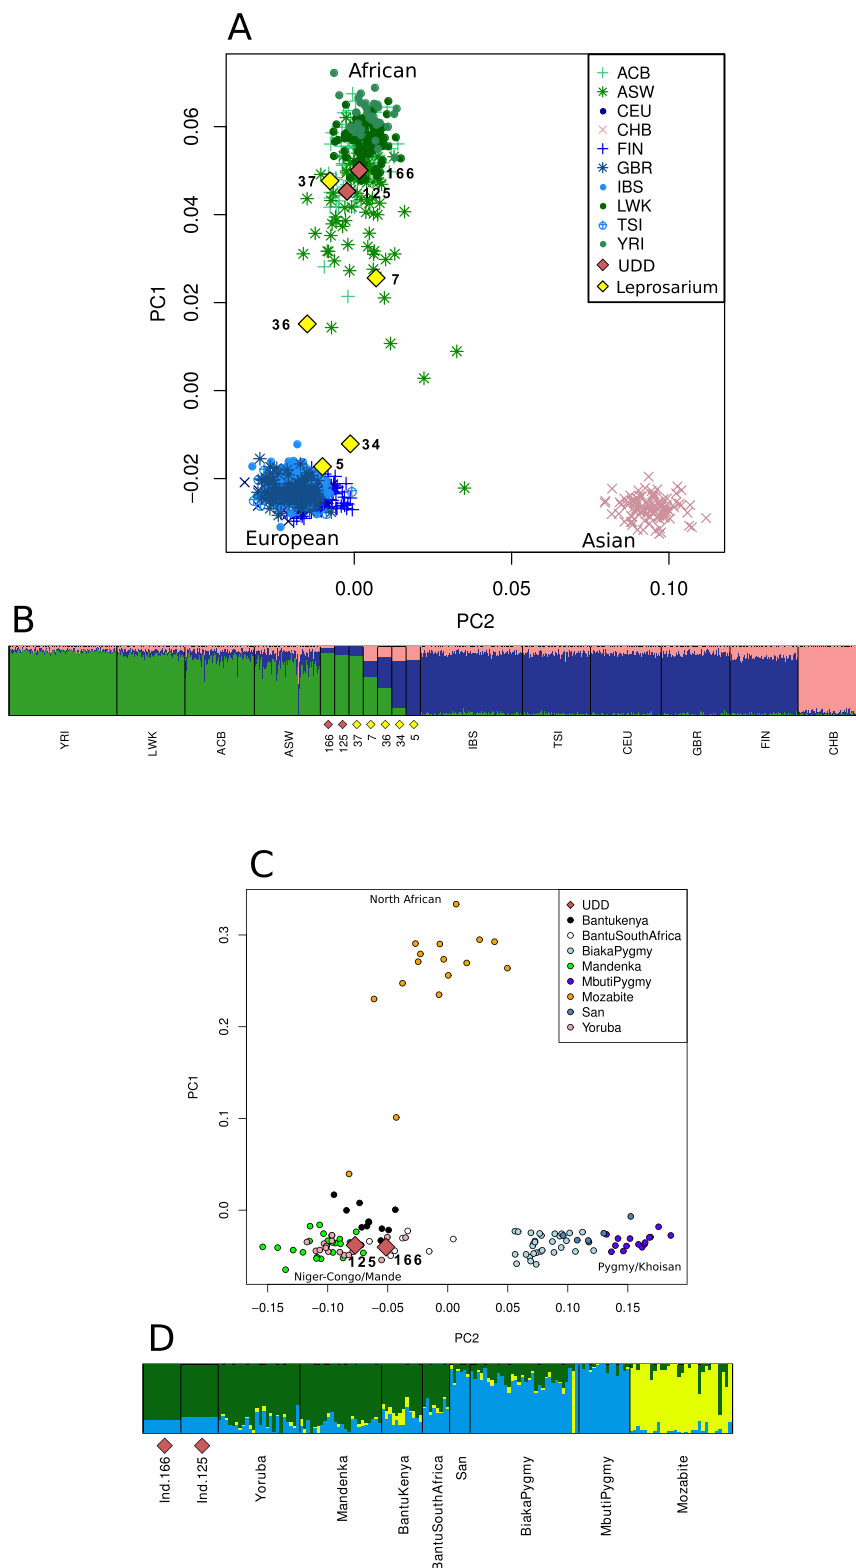 A
African
ACB
ASW
CEU
CHB
FIN
GBR
IBS
LWK
TSI
YRI
UDD
Leprosarium
166
37
125
7
36
34
5
European
Asian
0.06
0.04
0.02
0.00
−0.02
PC1
0.00 0.05 0.10
PC2
B
YRI LWK ACB ASW 166 125 37 7 36 34 5 IBS TSI CEU GBR FIN CHB
C
North African
UDD
Bantukenya
BantuSouthAfrica
BiakaPygmy
Mandenka
MbutiPygmy
Mozabite
San
Yoruba
0.3
0.2
0.1
0.0
PC1
125 166
Niger-Congo/Mande
Pygmy/Khoisan
−0.15 −0.10 −0.05 0.00 0.05 0.10 0.15
PC2
D
Ind.166 Ind.125 Yoruba Mandenka BantuKenya BantuSouthAfrica San BiakaPygmy MbutiPygmy Mozabite